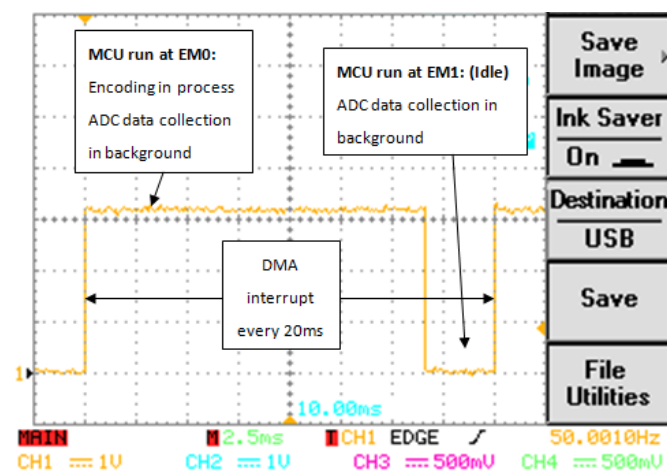 MCU run at EM0:
Encoding in process
ADC data collection
in background
MCU run at EM1: (Idle)
ADC data collection in
background
DMA
interrupt
every 20ms
1
10.00ms
MAIN M 2.5ms T CH1 EDGE 50.0010Hz
CH1 1V CH2 1V CH3 500mV CH4 500mV
Save
Image
Ink Saver
On
Destination
USB
Save
File
Utilities